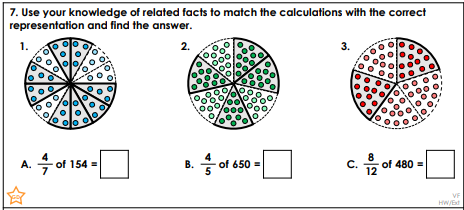 7. Use your knowledge of related facts to match the calculations with the correct
representation and find the answer.
1. 2. 3.
A. 4/7 of 154 =
B. 4/5 of 650 =
C. 8/12 of 480 =
VF
HW/Ext